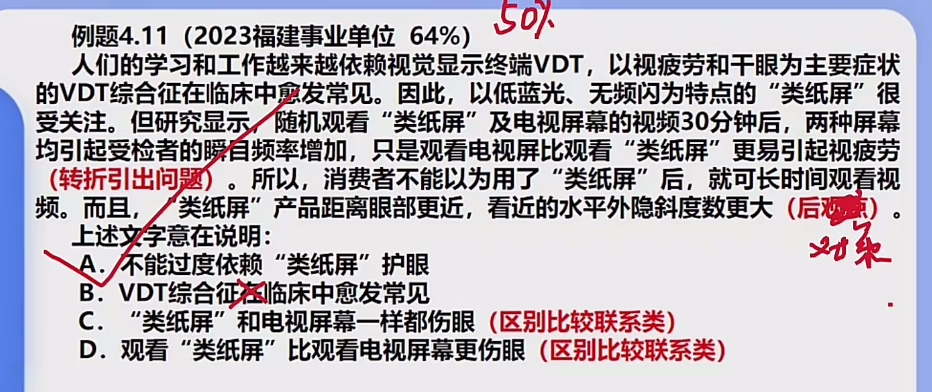 50%
例题4.11（2023福建事业单位 64%）
人们的学习和工作越来越依赖视觉显示终端VDT，以视疲劳和干眼为主要症状
的VDT综合征在临床中愈发常见。因此，以低蓝光、无频闪为特点的“类纸屏”很
受关注。但研究显示，随机观看“类纸屏”及电视屏幕的视频30分钟后，两种屏幕
均引起受检者的瞬目频率增加，只是观看电视屏比观看“类纸屏”更易引起视疲劳
（转折引出问题）。所以，消费者不能以为用了“类纸屏”后，就可长时间观看视
频。而且，“类纸屏”产品距离眼部更近，看近的水平外隐斜度数更大（后观点）。
对策
上述文字意在说明：
A．不能过度依赖“类纸屏”护眼
B．VDT综合征在临床中愈发常见
C．“类纸屏”和电视屏幕一样都伤眼（区别比较联系类）
D．观看“类纸屏”比观看电视屏幕更伤眼（区别比较联系类）